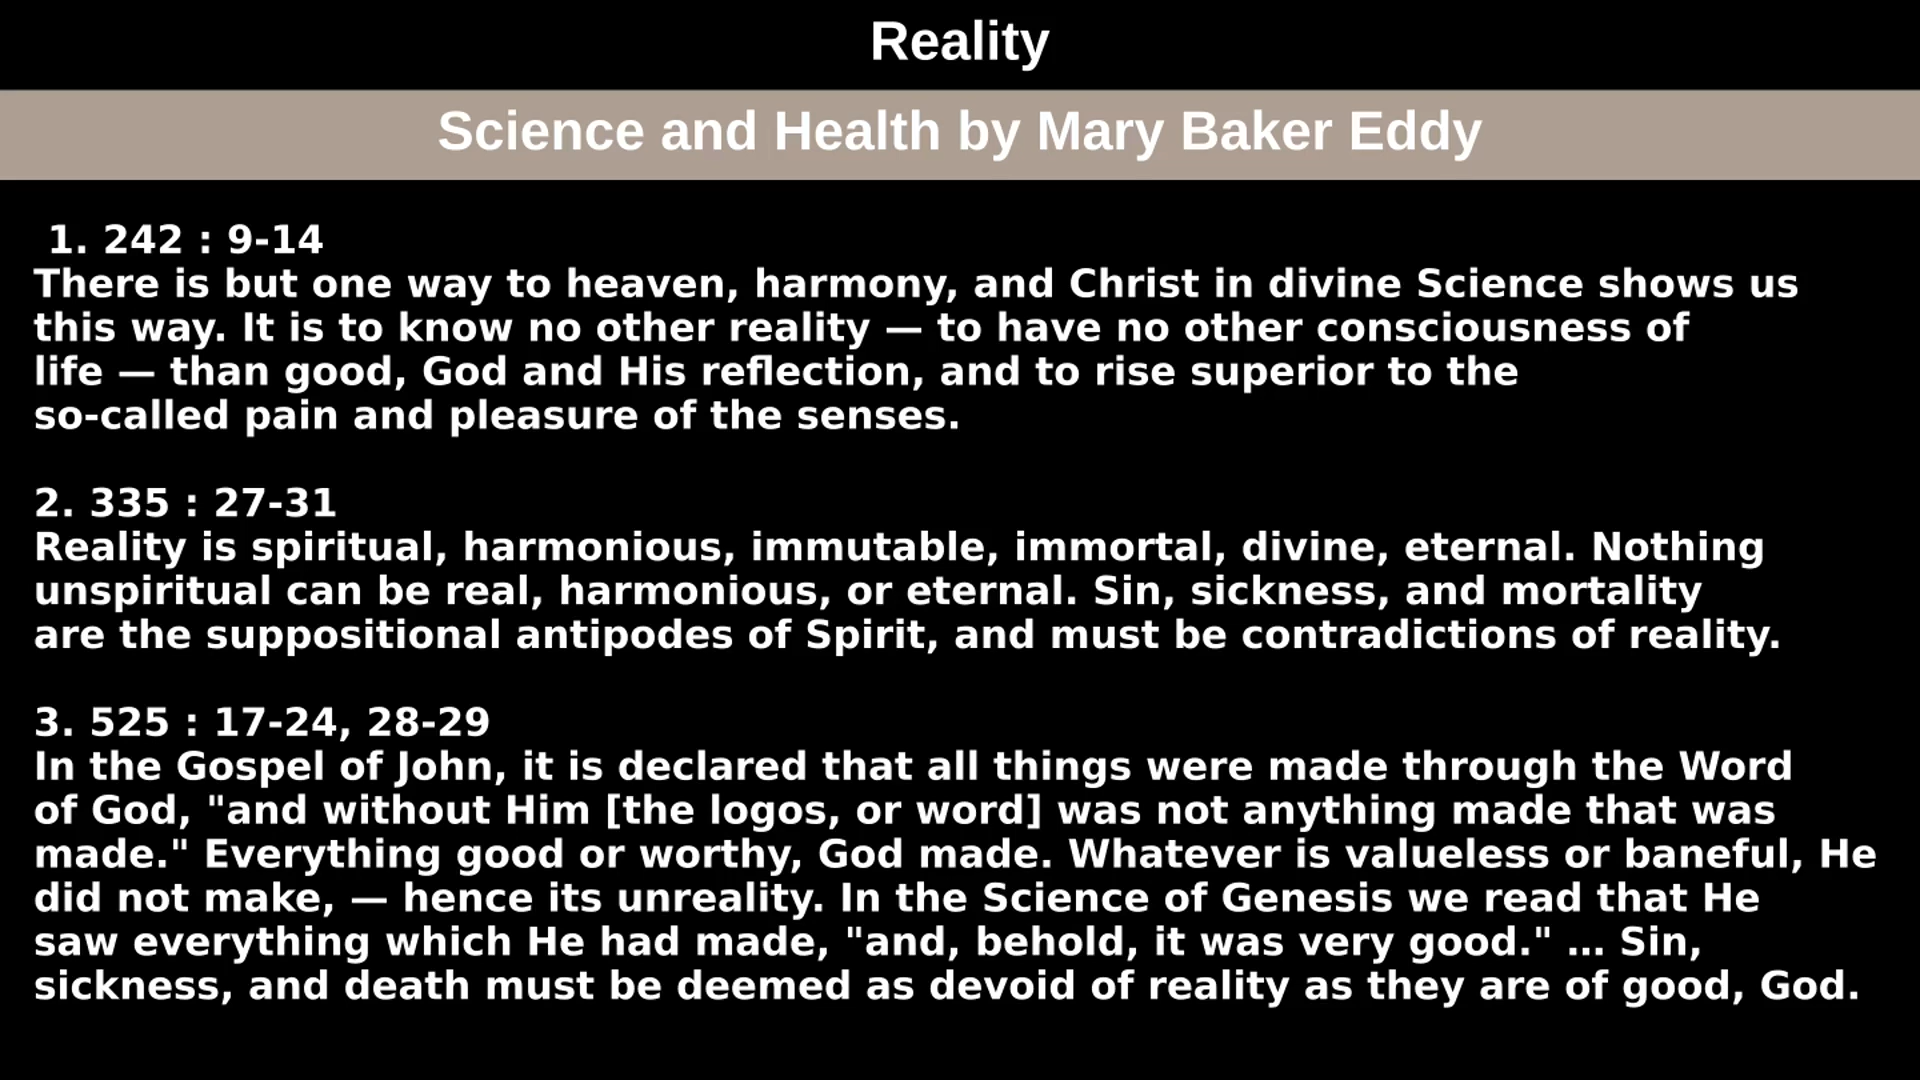 Reality
Science and Health by Mary Baker Eddy
1. 242 : 9-14
There is but one way to heaven, harmony, and Christ in divine Science shows us
this way. It is to know no other reality — to have no other consciousness of
life — than good, God and His reflection, and to rise superior to the
so-called pain and pleasure of the senses.
2. 335 : 27-31
Reality is spiritual, harmonious, immutable, immortal, divine, eternal. Nothing
unspiritual can be real, harmonious, or eternal. Sin, sickness, and mortality
are the suppositional antipodes of Spirit, and must be contradictions of reality.
3. 525 : 17-24, 28-29
In the Gospel of John, it is declared that all things were made through the Word
of God, "and without Him [the logos, or word] was not anything made that was
made." Everything good or worthy, God made. Whatever is valueless or baneful, He
did not make, — hence its unreality. In the Science of Genesis we read that He
saw everything which He had made, "and, behold, it was very good." … Sin,
sickness, and death must be deemed as devoid of reality as they are of good, God.